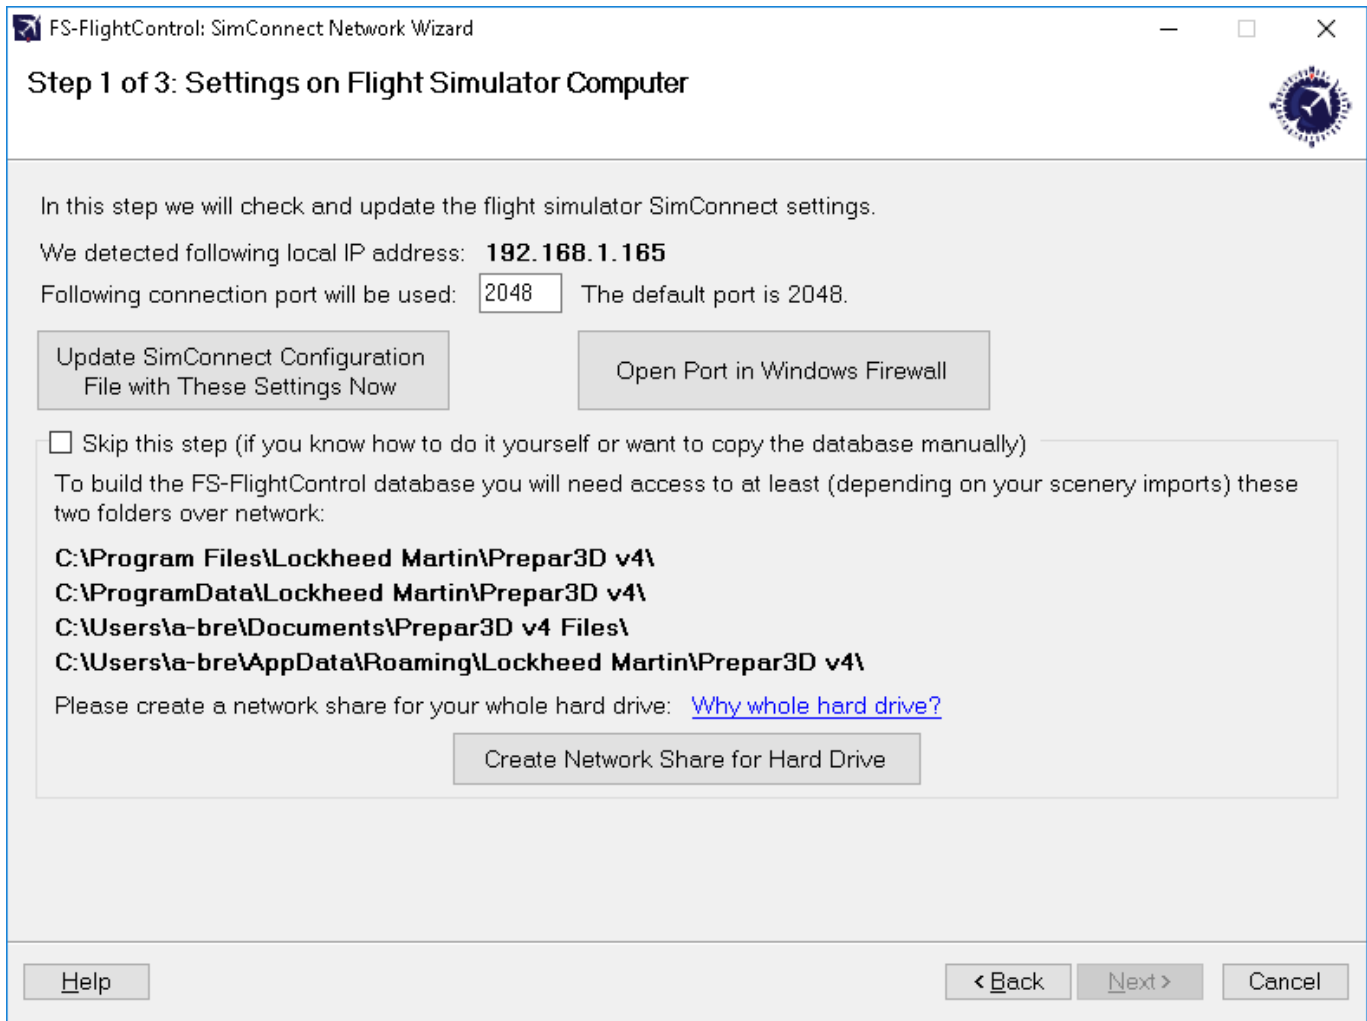 FS-FlightControl: SimConnect Network Wizard
Step 1 of 3: Settings on Flight Simulator Computer
In this step we will check and update the flight simulator SimConnect settings.
We detected following local IP address: 192.168.1.165
Following connection port will be used: 2048 The default port is 2048.
Update SimConnect Configuration
File with These Settings Now
Open Port in Windows Firewall
Skip this step (if you know how to do it yourself or want to copy the database manually)
To build the FS-FlightControl database you will need access to at least (depending on your scenery imports) these
two folders over network:
C:\Program Files\Lockheed Martin\Prepar3D v4\
C:\ProgramData\Lockheed Martin\Prepar3D v4\
C:\Users\a-bre\Documents\Prepar3D v4 Files\
C:\Users\a-bre\AppData\Roaming\Lockheed Martin\Prepar3D v4\
Please create a network share for your whole hard drive: Why whole hard drive?
Create Network Share for Hard Drive
Help
< Back
Next >
Cancel